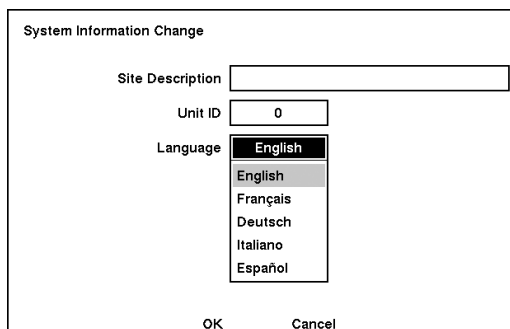 System Information Change
Site Description
Unit ID 0
Language English
English
Français
Deutsch
Italiano
Español
OK Cancel